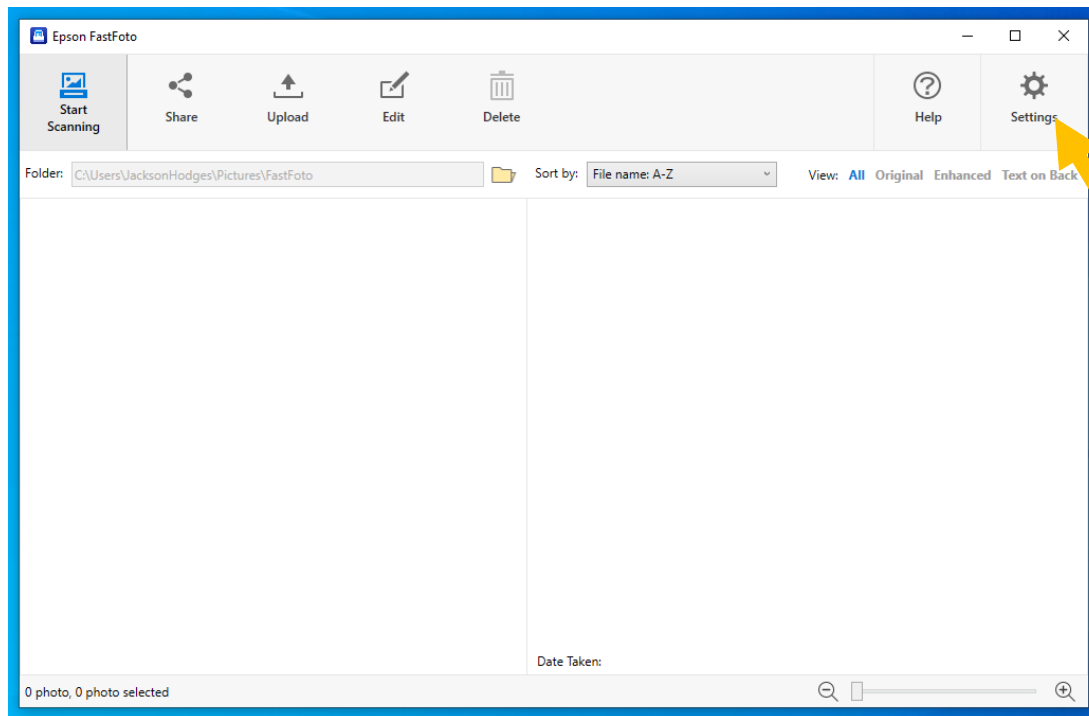 Epson FastFoto
Start
Scanning
Share
Upload
Edit
Delete
Help
Settings
Folder: C:\Users\JacksonHodges\Pictures\FastFoto
Sort by: File name: A-Z
View: All Original Enhanced Text on Back
Date Taken:
0 photo, 0 photo selected